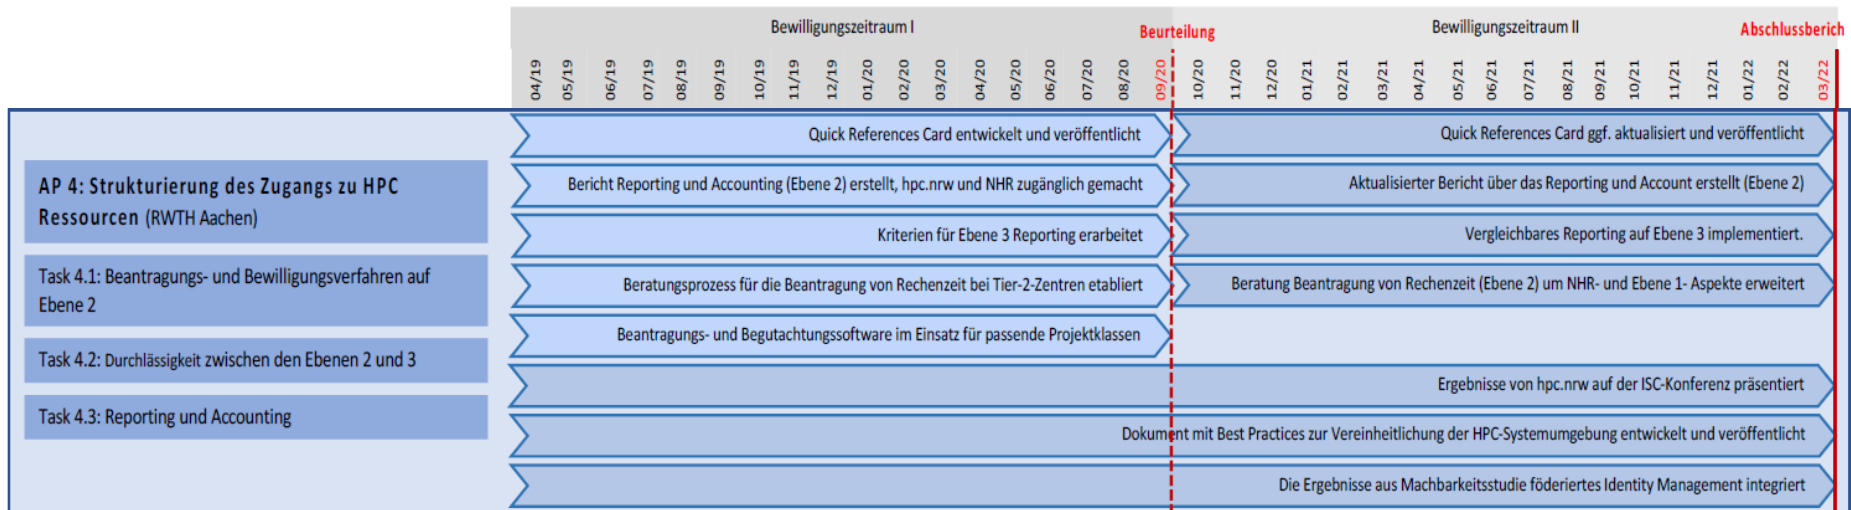 Bewilligungszeitraum I
Beurteilung
Bewilligungszeitraum II
Abschlussberich
04/19 05/19 06/19 07/19 08/19 09/19 10/19 11/19 12/19 01/20 02/20 03/20 04/20 05/20 06/20 07/20 08/20 09/20 10/20 11/20 12/20 01/21 02/21 03/21 04/21 05/21 06/21 07/21 08/21 09/21 10/21 11/21 12/21 01/22 02/22 03/22
AP 4: Strukturierung des Zugangs zu HPC
Ressourcen (RWTH Aachen)
Task 4.1: Beantragungs- und Bewilligungsverfahren auf
Ebene 2
Task 4.2: Durchlässigkeit zwischen den Ebenen 2 und 3
Task 4.3: Reporting und Accounting
Quick References Card entwickelt und veröffentlicht
Quick References Card ggf. aktualisiert und veröffentlicht
Bericht Reporting und Accounting (Ebene 2) erstellt, hpc.nrw und NHR zugänglich gemacht
Aktualisierter Bericht über das Reporting und Account erstellt (Ebene 2)
Kriterien für Ebene 3 Reporting erarbeitet
Vergleichbares Reporting auf Ebene 3 implementiert.
Beratungsprozess für die Beantragung von Rechenzeit bei Tier-2-Zentren etabliert
Beratung Beantragung von Rechenzeit (Ebene 2) um NHR- und Ebene 1- Aspekte erweitert
Beantragungs- und Begutachtungssoftware im Einsatz für passende Projektklassen
Ergebnisse von hpc.nrw auf der ISC-Konferenz präsentiert
Dokument mit Best Practices zur Vereinheitlichung der HPC-Systemumgebung entwickelt und veröffentlicht
Die Ergebnisse aus Machbarkeitsstudie föderiertes Identity Management integriert